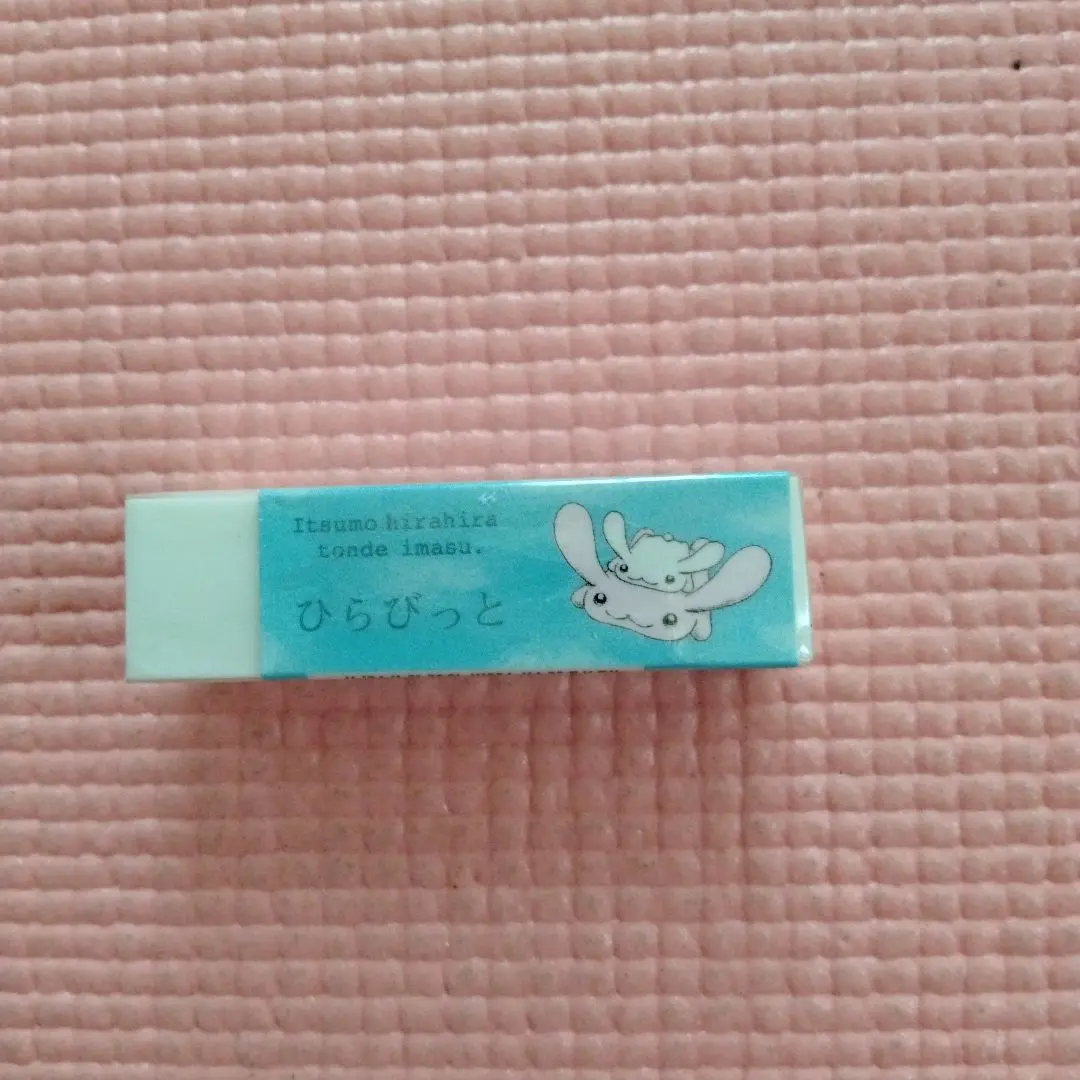 Itsumo hirahira
tonde imasu.
ひらびっと